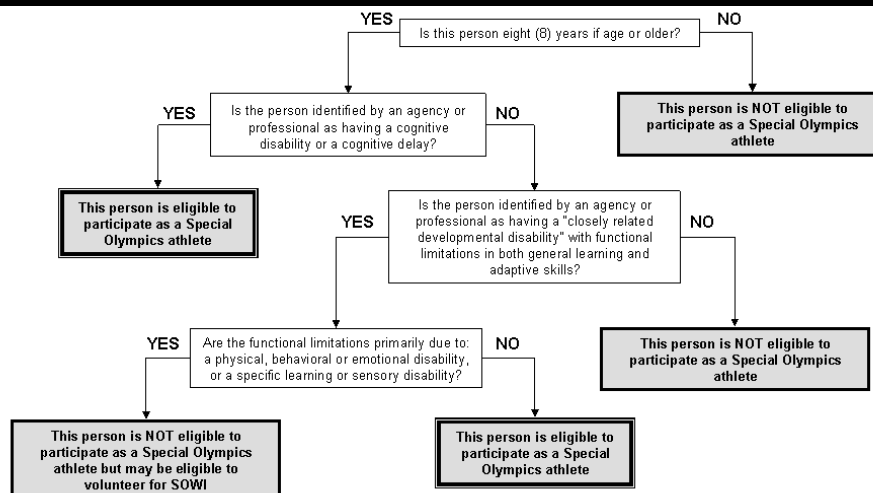 YES
Is this person eight (8) years if age or older?
NO
YES
Is the person identified by an agency or
professional as having a cognitive
disability or a cognitive delay?
NO
This person is NOT eligible to
participate as a Special Olympics
athlete
This person is eligible to
participate as a Special
Olympics athlete
YES
Is the person identified by an agency or
professional as having a "closely related
developmental disability" with functional
limitations in both general learning and
adaptive skills?
NO
YES
Are the functional limitations primarily due to:
a physical, behavioral or emotional disability,
or a specific learning or sensory disability?
NO
This person is NOT eligible to
participate as a Special Olympics
athlete
This person is NOT eligible to
participate as a Special Olympics
athlete but may be eligible to
volunteer for SOWI
This person is eligible to
participate as a Special
Olympics athlete